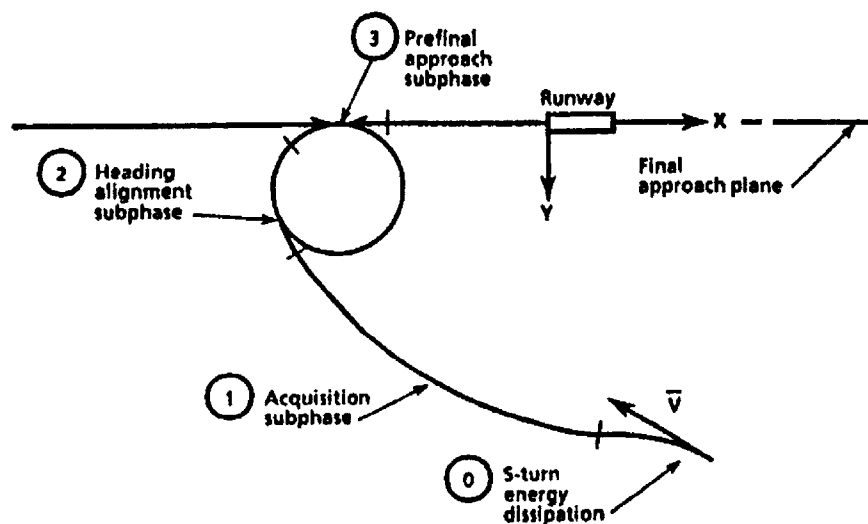 3 Prefinal
approach
subphase
Runway
X
Y
Final
approach plane
2 Heading
alignment
subphase
1 Acquisition
subphase
V̅
0 S-turn
energy
dissipation